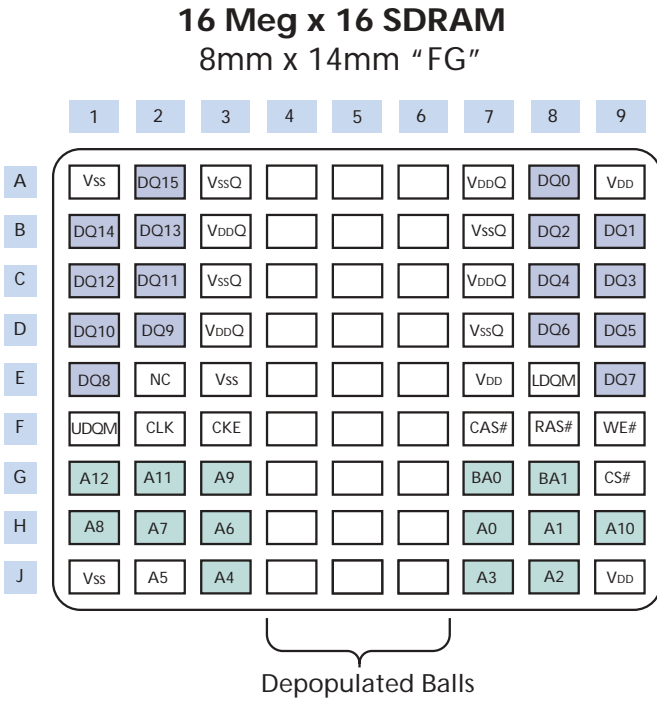 16 Meg x 16 SDRAM
8mm x 14mm “FG”
1 2 3 4 5 6 7 8 9
A Vss DQ15 VssQ VDDQ DQ0 VDD
B DQ14 DQ13 VDDQ VssQ DQ2 DQ1
C DQ12 DQ11 VssQ VDDQ DQ4 DQ3
D DQ10 DQ9 VDDQ VssQ DQ6 DQ5
E DQ8 NC Vss VDD LDQM DQ7
F UDQM CLK CKE CAS# RAS# WE#
G A12 A11 A9 BA0 BA1 CS#
H A8 A7 A6 A0 A1 A10
J Vss A5 A4 A3 A2 VDD
Depopulated Balls